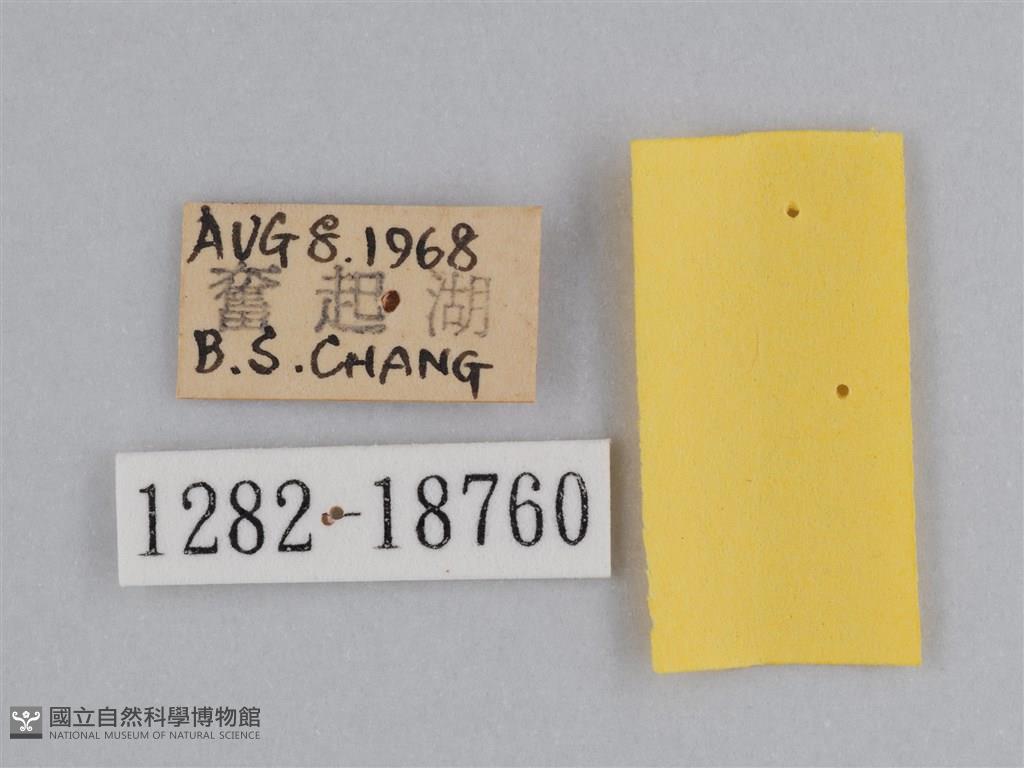 AUG 8.1968
奮起湖
B.S.CHANG
1282-18760
國立自然科學博物館
NATIONAL MUSEUM OF NATURAL SCIENCE